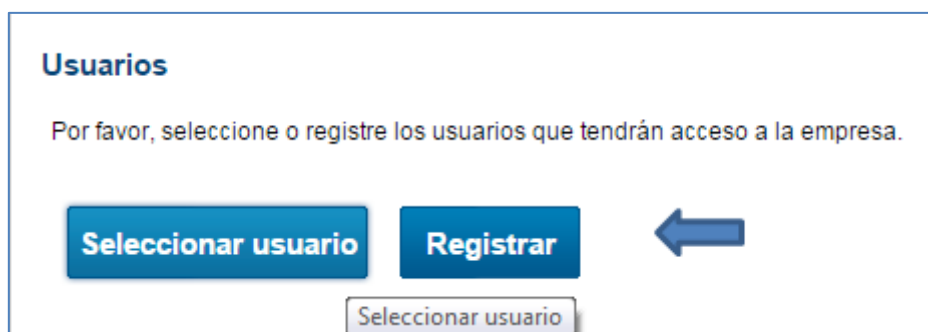 Usuarios
Por favor, seleccione o registre los usuarios que tendrán acceso a la empresa.
Seleccionar usuario Registrar
Seleccionar usuario